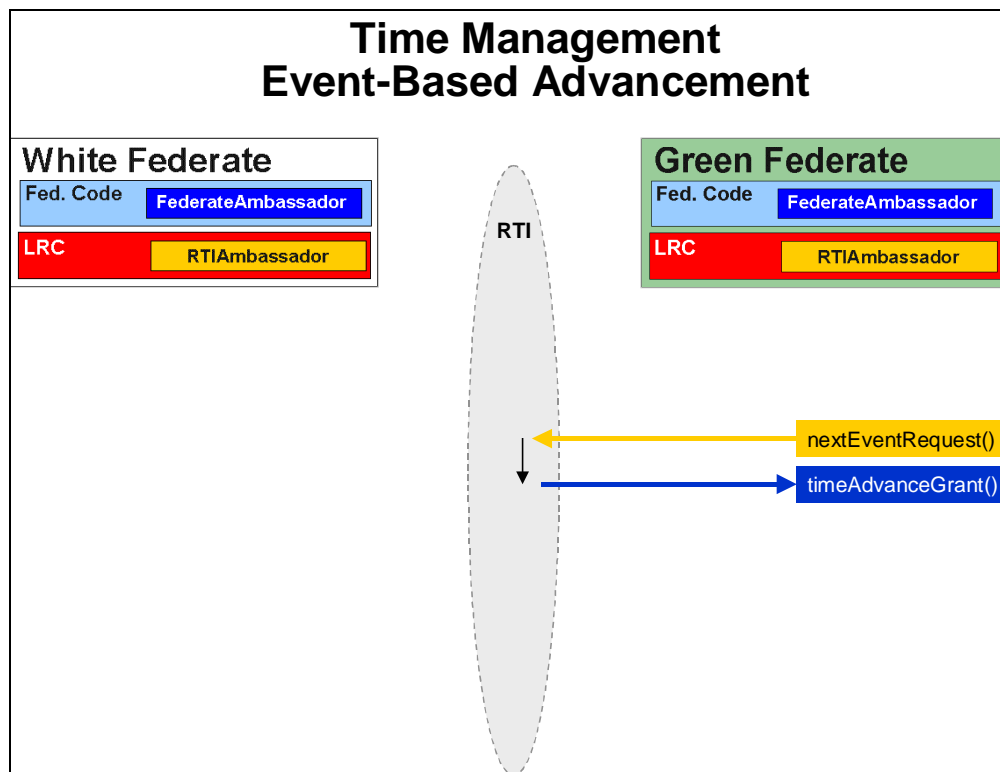 Time Management
Event-Based Advancement
White Federate
Fed. Code
FederateAmbassador
LRC
RTIAmbassador
RTI
Green Federate
Fed. Code
FederateAmbassador
LRC
RTIAmbassador
nextEventRequest()
timeAdvanceGrant()